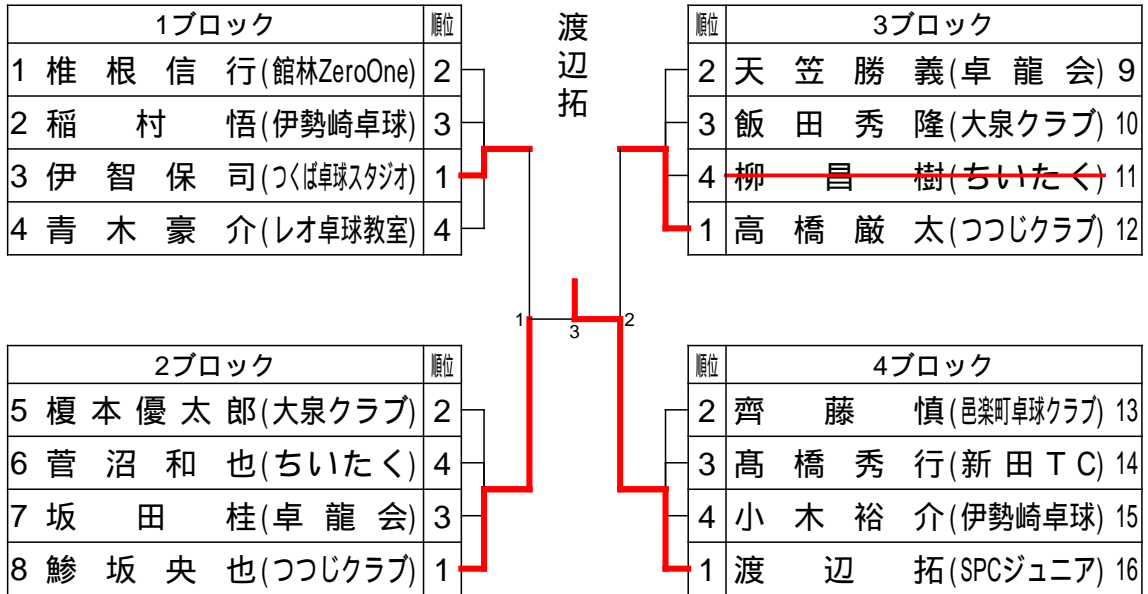 1ブロック 順位
1 椎根信行(館林ZeroOne) 2
2 稲村悟(伊勢崎卓球) 3
3 伊智保司(つくば卓球スタジオ) 1
4 青木豪介(レオ卓球教室) 4
渡辺拓
順位 3ブロック
2 天笠勝義(卓龍会) 9
3 飯田秀隆(大泉クラブ) 10
4 柳昌樹(ちいたく) 11
1 高橋厳太(つつじクラブ) 12
1
3
2
2ブロック 順位
5 榎本優太郎(大泉クラブ) 2
6 菅沼和也(ちいたく) 4
7 坂田桂(卓龍会) 3
8 鯵坂央也(つつじクラブ) 1
順位 4ブロック
2 齊藤慎(邑楽町卓球クラブ) 13
3 髙橋秀行(新田TC) 14
4 小木裕介(伊勢崎卓球) 15
1 渡辺拓(SPCジュニア) 16